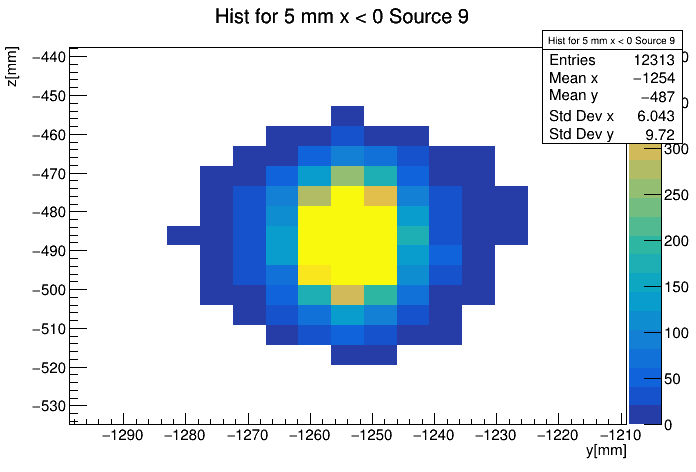 Hist for 5 mm x < 0 Source 9
z[mm]
−440
−450
−460
−470
−480
−490
−500
−510
−520
−530
−1290
−1280
−1270
−1260
−1250
−1240
−1230
−1220
−1210
y[mm]
Hist for 5 mm x < 0 Source 9
Entries 12313
Mean x −1254
Mean y −487
Std Dev x 6.043
Std Dev y 9.72
300
250
200
150
100
50
0